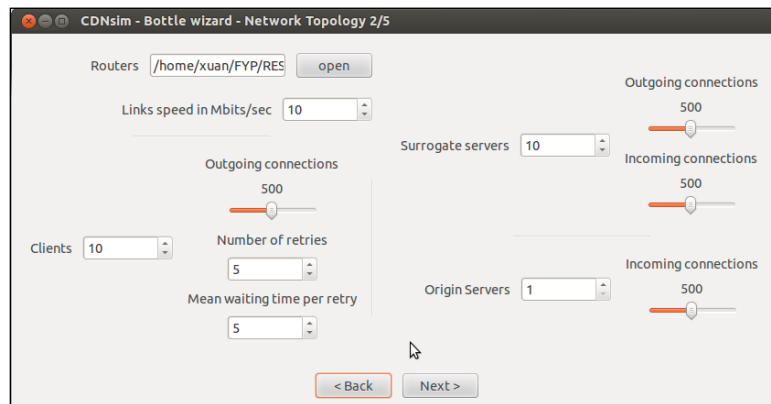 CDNsim - Bottle wizard - Network Topology 2/5
Routers /home/xuan/FYP/RES open
Links speed in Mbits/sec 10
Outgoing connections
500
Clients 10
Number of retries
5
Mean waiting time per retry
5
Outgoing connections
500
Surrogate servers 10
Incoming connections
500
Incoming connections
Origin Servers 1 500
< Back Next >